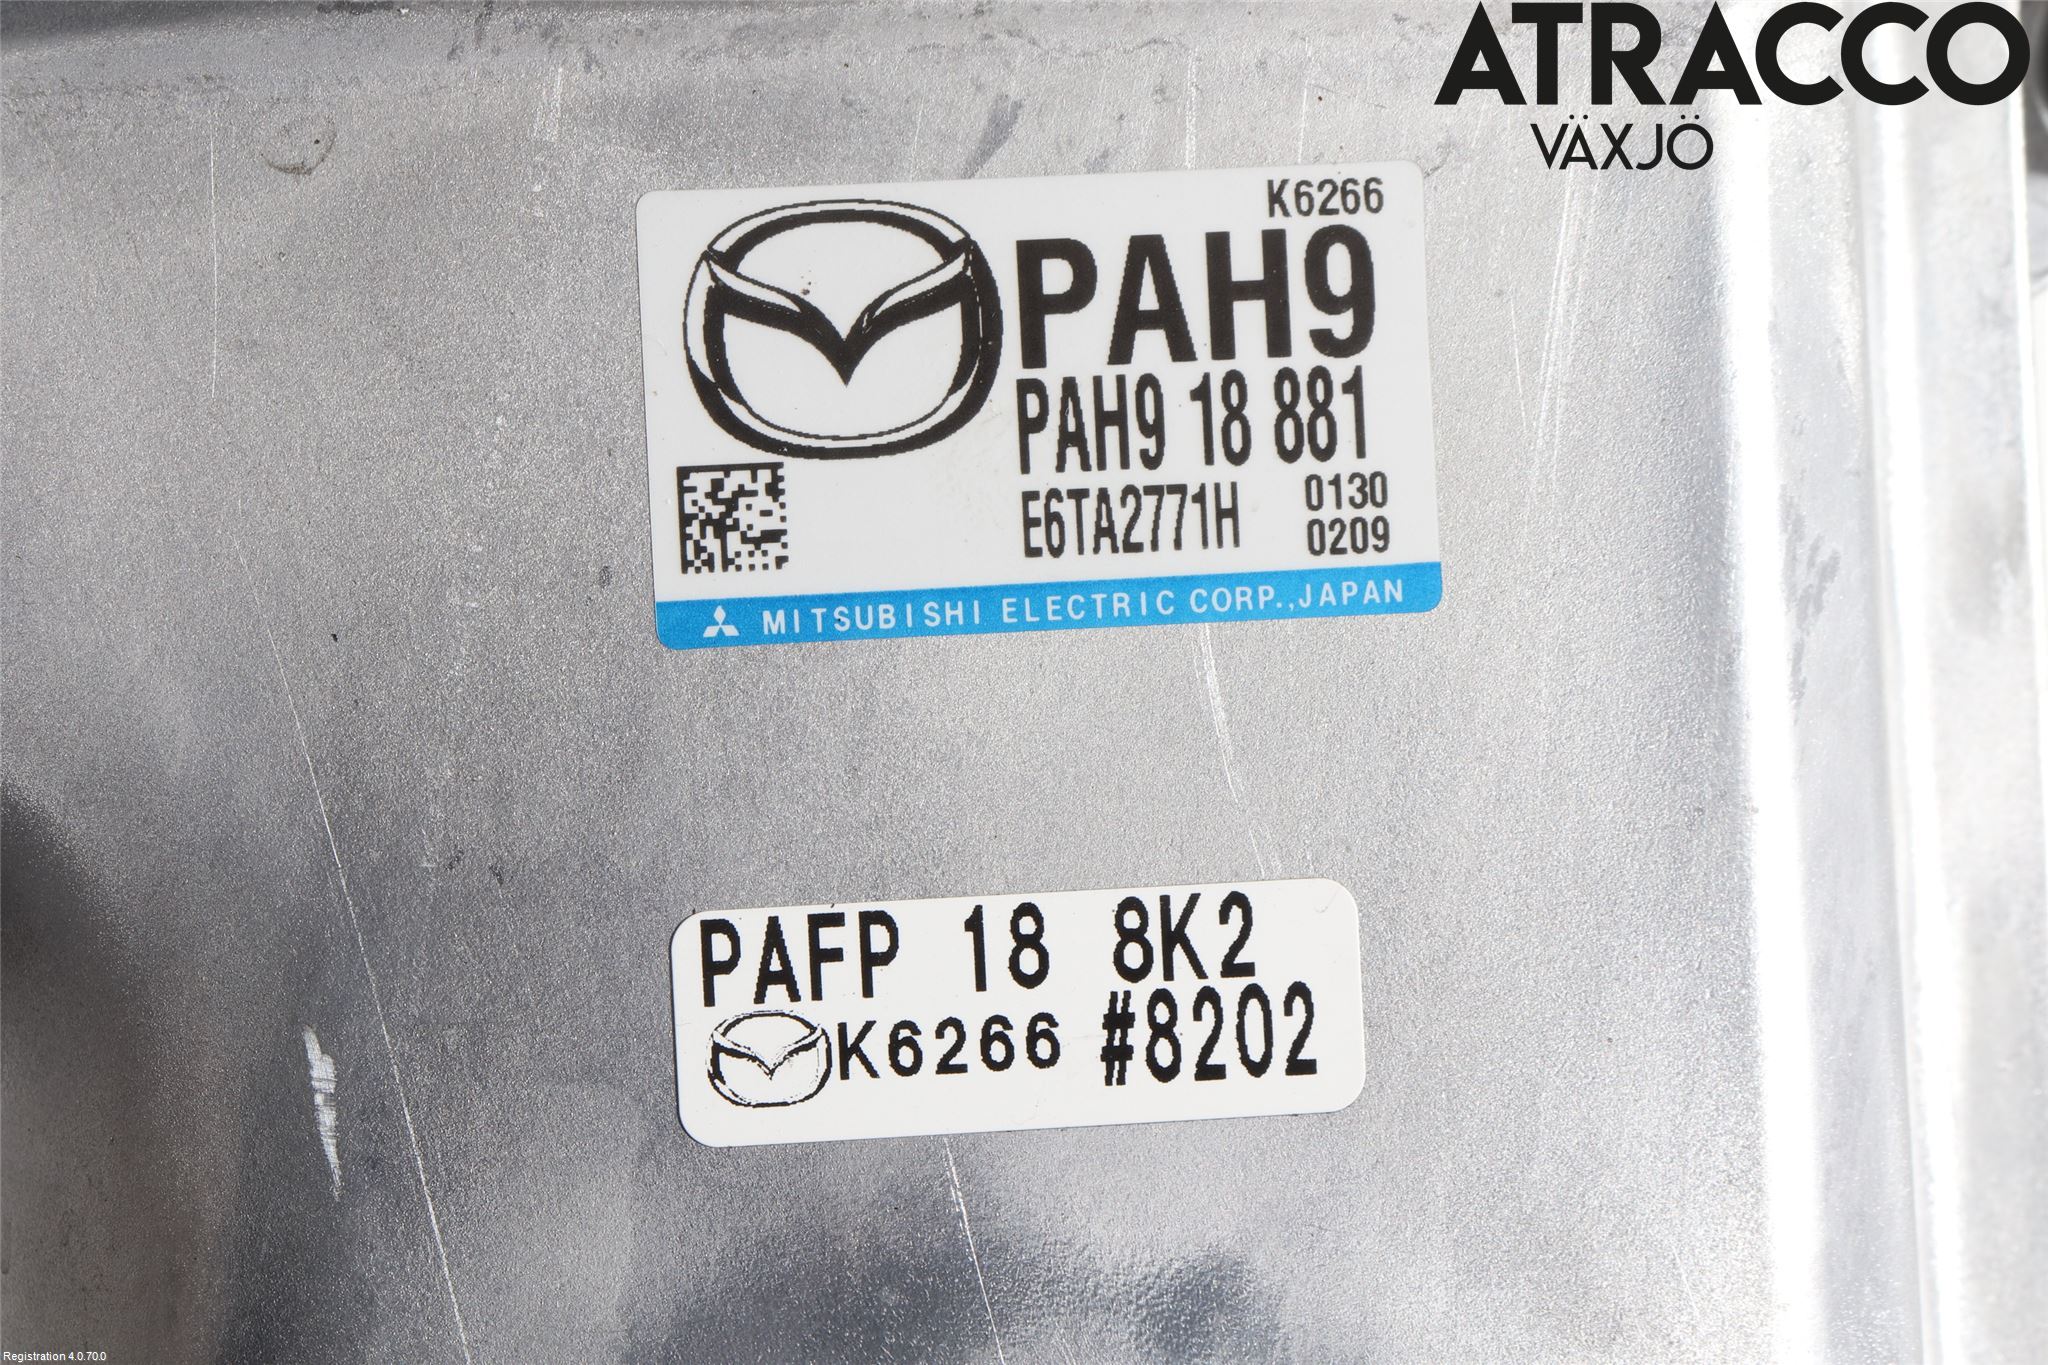 ATRACCO
VÄXJÖ
K6266
PAH9
PAH9 18 881
E6TA2771H 0130
0209
MITSUBISHI ELECTRIC CORP.,JAPAN
PAFP 18 8K2
K6266 #8202
Registration 4.0.70.0